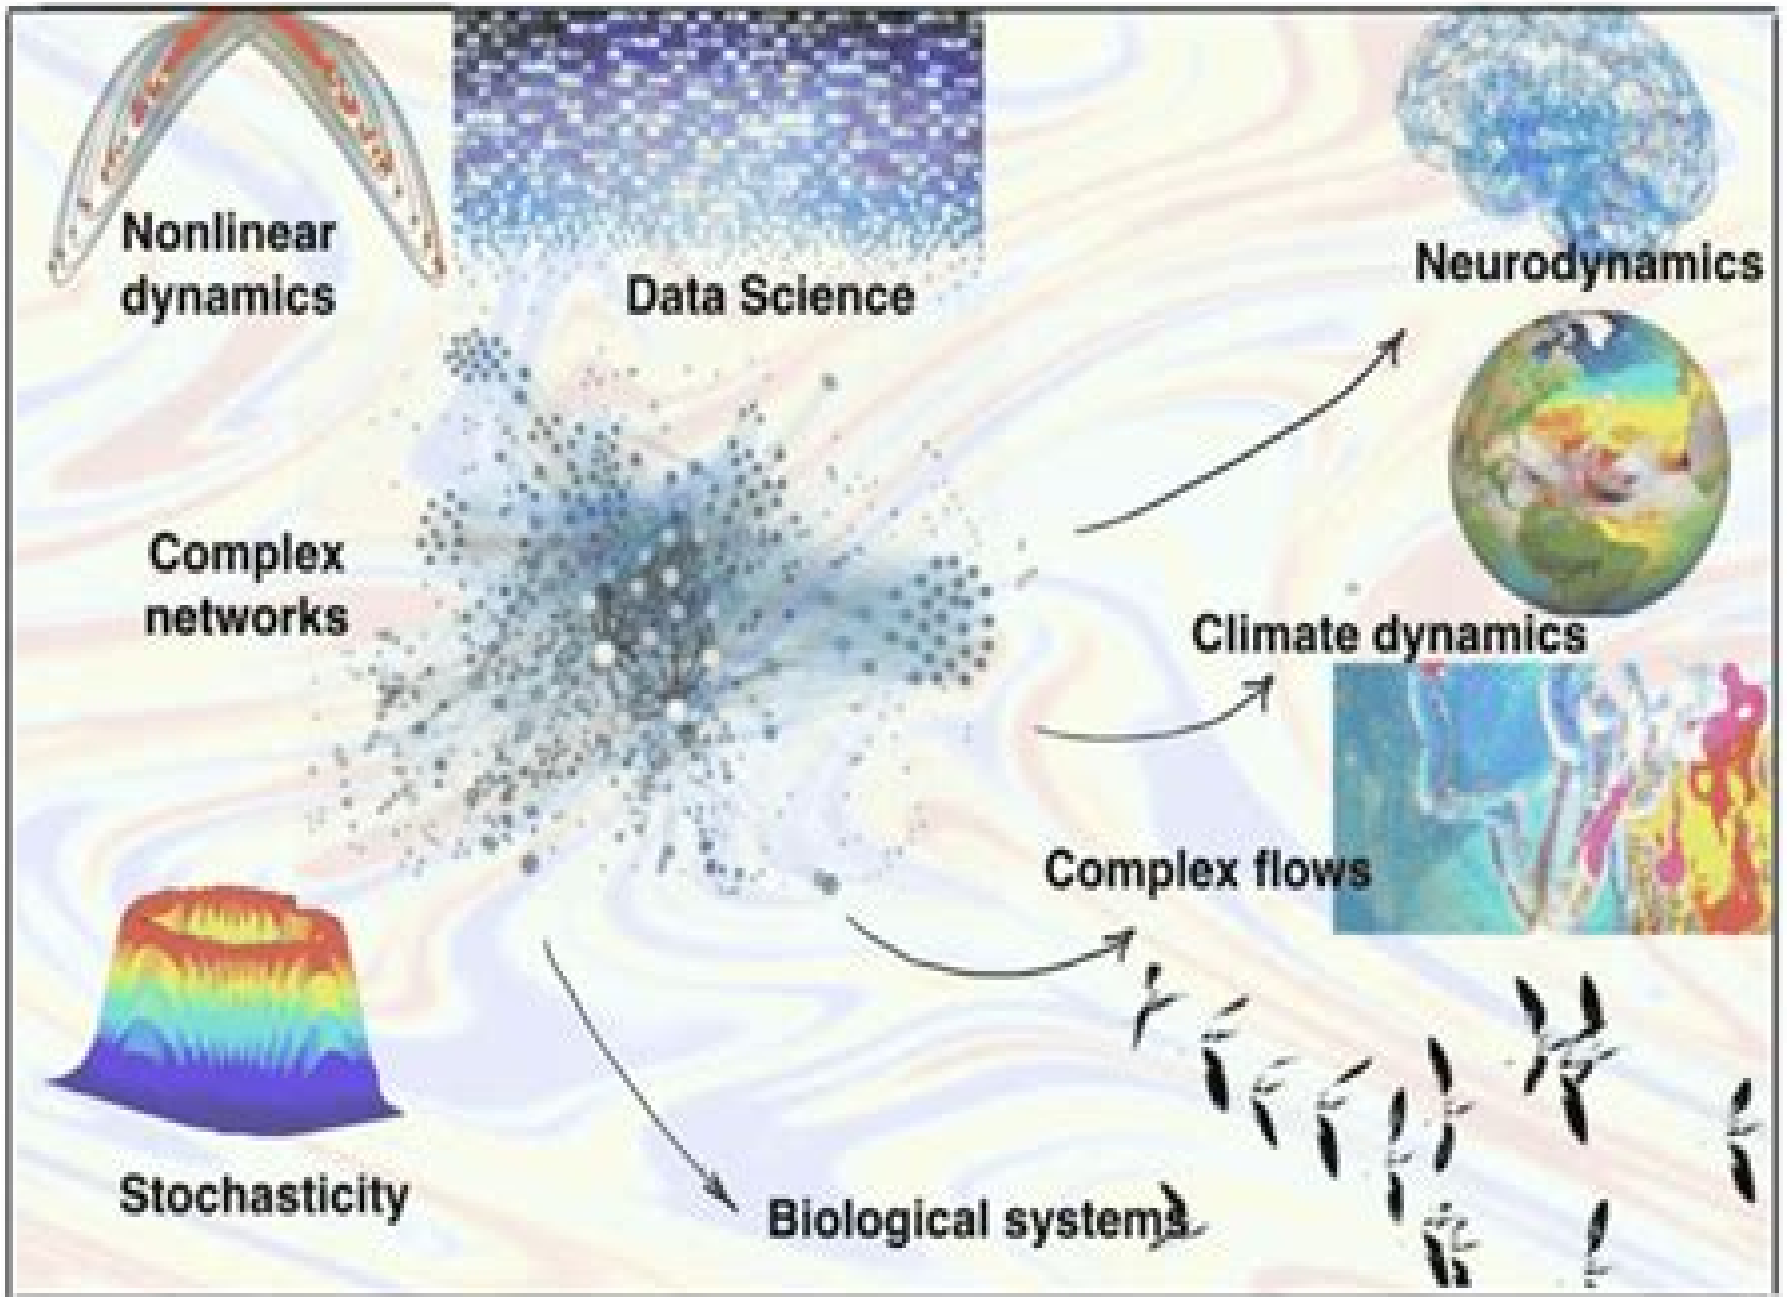 Nonlinear
dynamics
Data Science
Neurodynamics
Complex
networks
Climate dynamics
Complex flows
Stochasticity
Biological systems